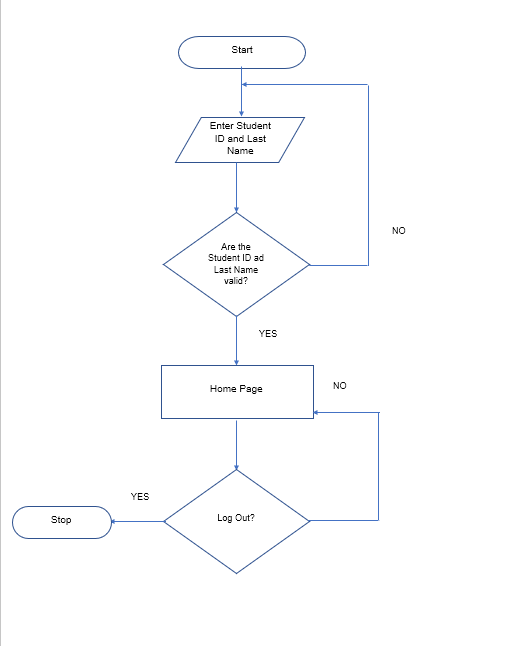 Start
Enter Student
ID and Last
Name
Are the
Student ID ad
Last Name
valid?
NO
YES
Home Page
NO
YES
Log Out?
Stop